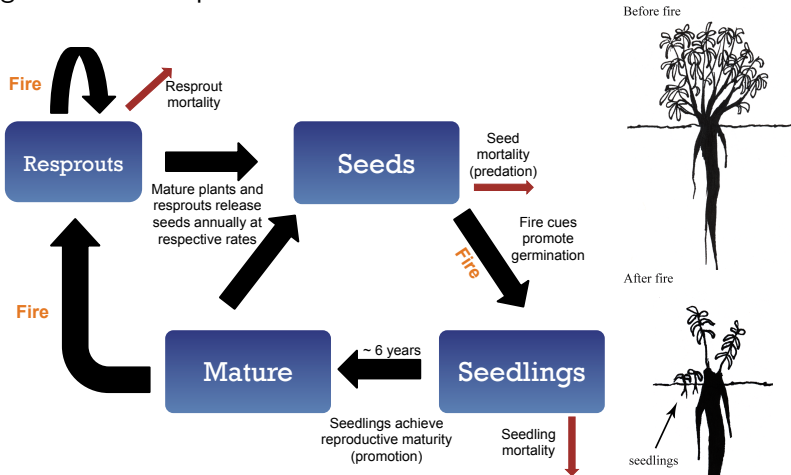 Before fire
Fire
Resprout
mortality
Resprouts
Seeds
Seed
mortality
(predation)
Mature plants and
resprouts release
seeds annually at
respective rates
Fire cues
promote
germination
Fire
Fire
After fire
Mature
~ 6 years
Seedlings
Seedlings achieve
reproductive maturity
(promotion)
Seedling
mortality
seedlings